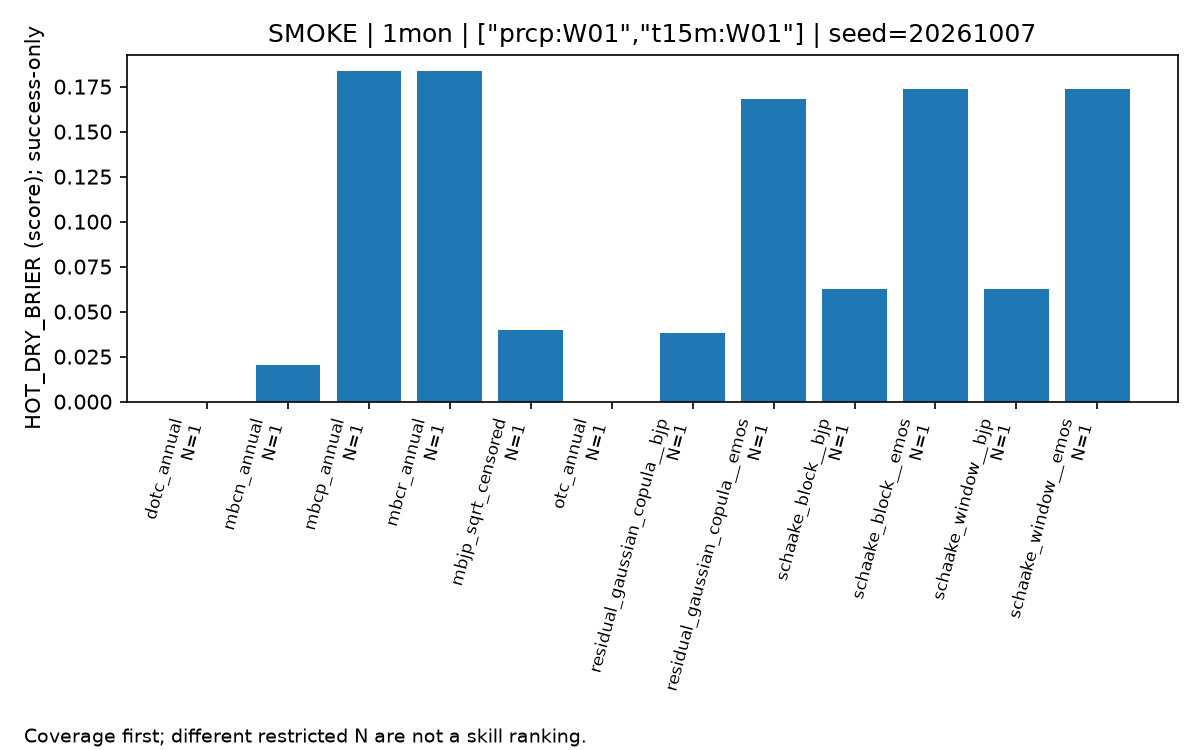 SMOKE | 1mon | ["prcp:W01","t15m:W01"] | seed=20261007
HOT_DRY_BRIER (score); success-only
0.175
0.150
0.125
0.100
0.075
0.050
0.025
0.000
dotc_annual
N=1
mbcn_annual
N=1
mbcp_annual
N=1
mbcr_annual
N=1
mbjp_sqrt_censored
N=1
otc_annual
N=1
residual_gaussian_copula__bjp
N=1
residual_gaussian_copula__emos
N=1
schaake_block__bjp
N=1
schaake_block__emos
N=1
schaake_window__bjp
N=1
schaake_window__emos
N=1
Coverage first; different restricted N are not a skill ranking.